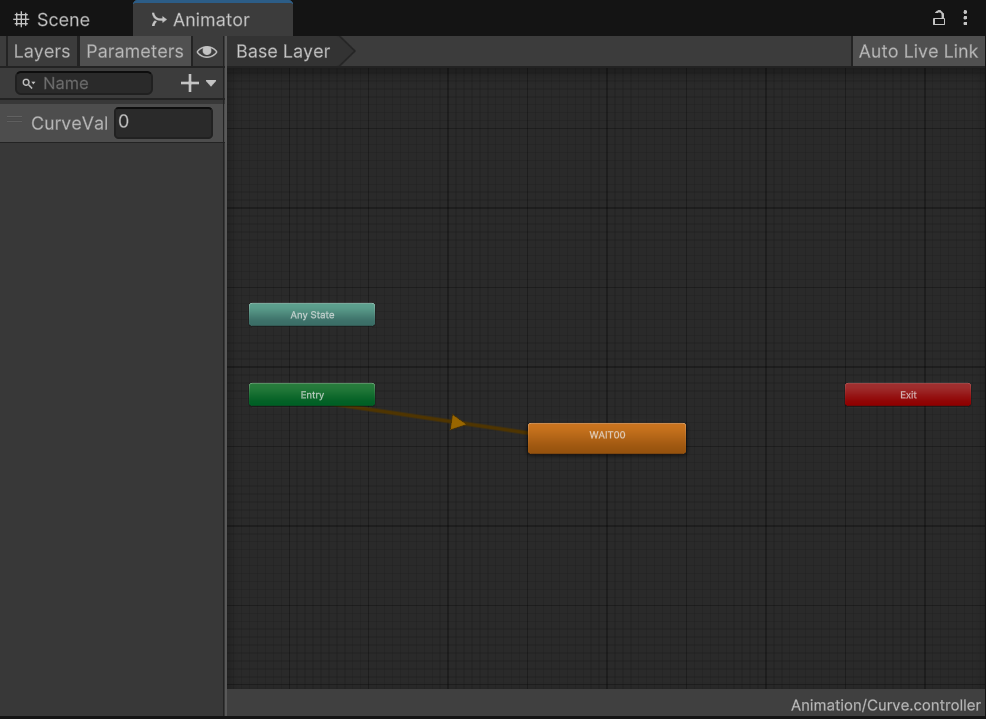 Scene
Animator
Layers
Parameters
Base Layer
Auto Live Link
Name
CurveVal
0
Any State
Entry
Exit
WAIT00
Animation/Curve.controller